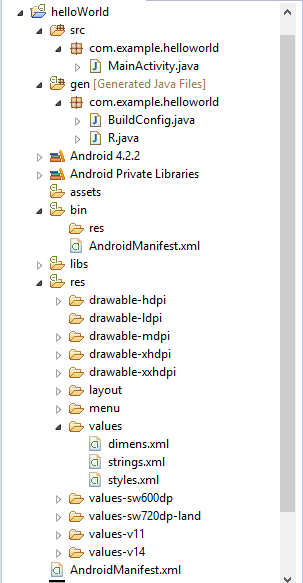 helloWorld
src
com.example.helloworld
MainActivity.java
gen [Generated Java Files]
com.example.helloworld
BuildConfig.java
R.java
Android 4.2.2
Android Private Libraries
assets
bin
res
AndroidManifest.xml
libs
res
drawable-hdpi
drawable-ldpi
drawable-mdpi
drawable-xhdpi
drawable-xxhdpi
layout
menu
values
dimens.xml
strings.xml
styles.xml
values-sw600dp
values-sw720dp-land
values-v11
values-v14
AndroidManifest.xml